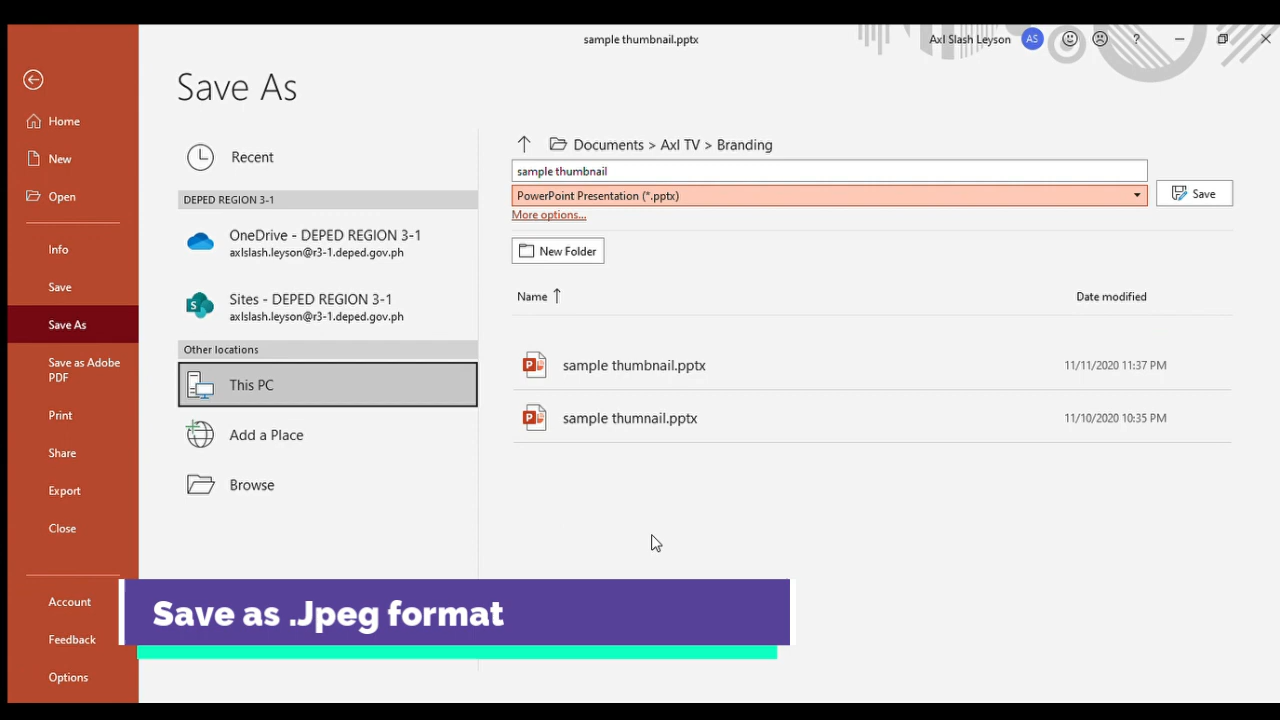 sample thumbnail.pptx
Axl Slash Leyson
AS
?
Save As
Home
New
Open
Info
Save
Save As
Save as Adobe
PDF
Print
Share
Export
Close
Account
Feedback
Options
Recent
DEPED REGION 3-1
OneDrive - DEPED REGION 3-1
axlslash.leyson@r3-1.deped.gov.ph
Sites - DEPED REGION 3-1
axlslash.leyson@r3-1.deped.gov.ph
Other locations
This PC
Add a Place
Browse
Documents > Axl TV > Branding
sample thumbnail
PowerPoint Presentation (*.pptx)
Save
More options...
New Folder
Name Date modified
sample thumbnail.pptx 11/11/2020 11:37 PM
sample thumnail.pptx 11/10/2020 10:35 PM
Save as .Jpeg format